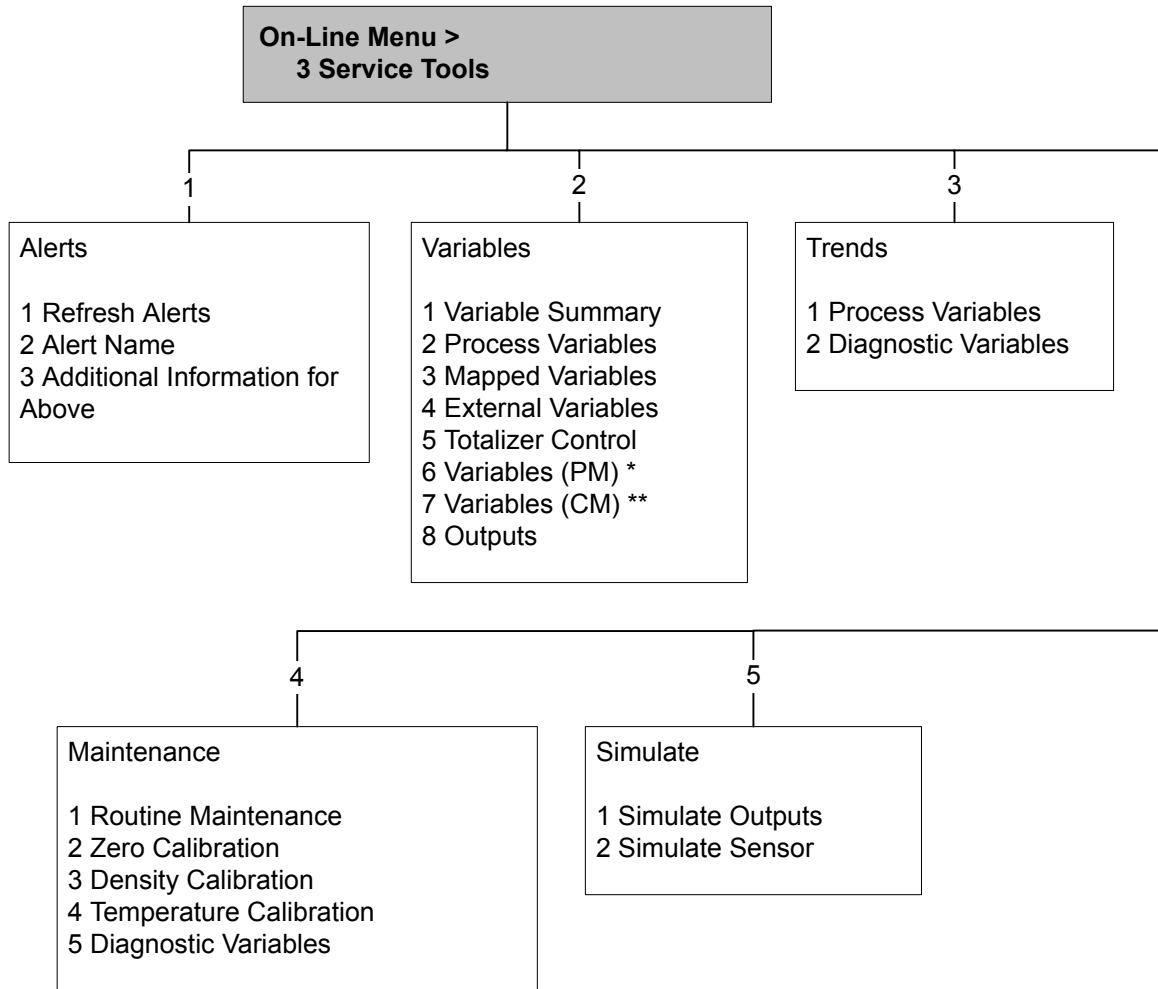 On-Line Menu >
3 Service Tools
1
2
3
Alerts
1 Refresh Alerts
2 Alert Name
3 Additional Information for
Above
Variables
1 Variable Summary
2 Process Variables
3 Mapped Variables
4 External Variables
5 Totalizer Control
6 Variables (PM) *
7 Variables (CM) **
8 Outputs
Trends
1 Process Variables
2 Diagnostic Variables
4
5
Maintenance
1 Routine Maintenance
2 Zero Calibration
3 Density Calibration
4 Temperature Calibration
5 Diagnostic Variables
Simulate
1 Simulate Outputs
2 Simulate Sensor